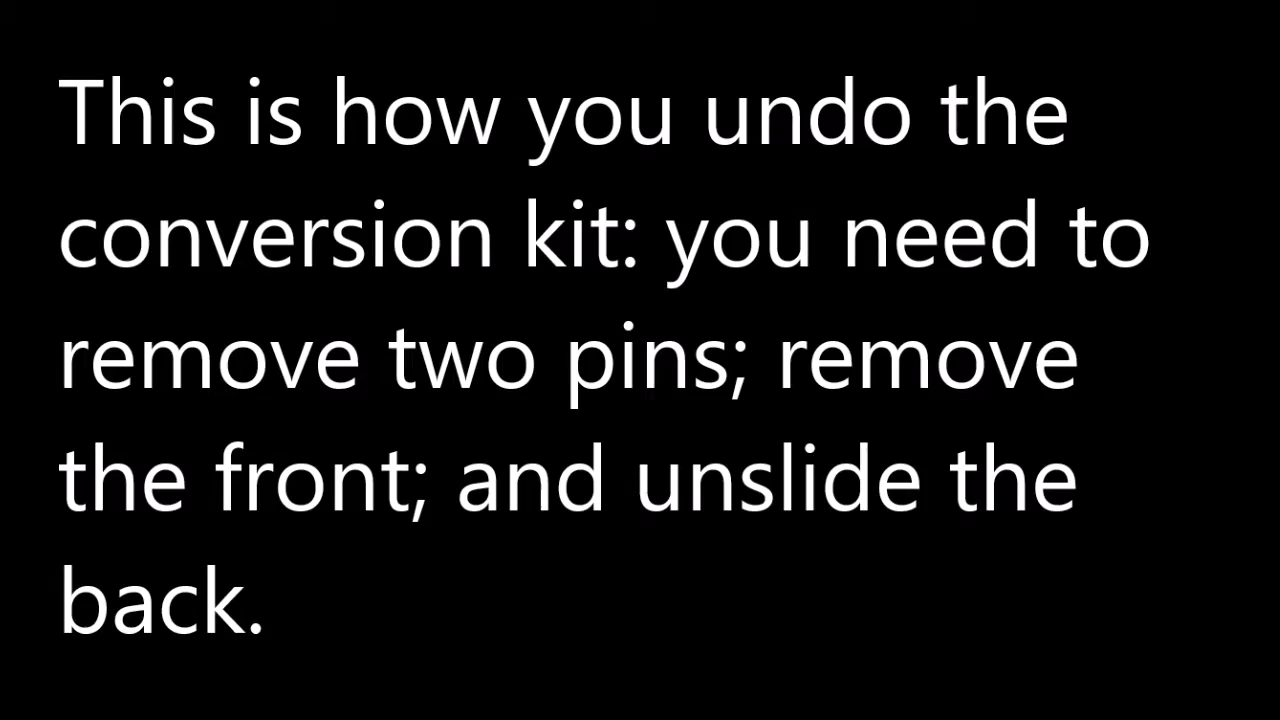 This is how you undo the
conversion kit: you need to
remove two pins; remove
the front; and unslide the
back.